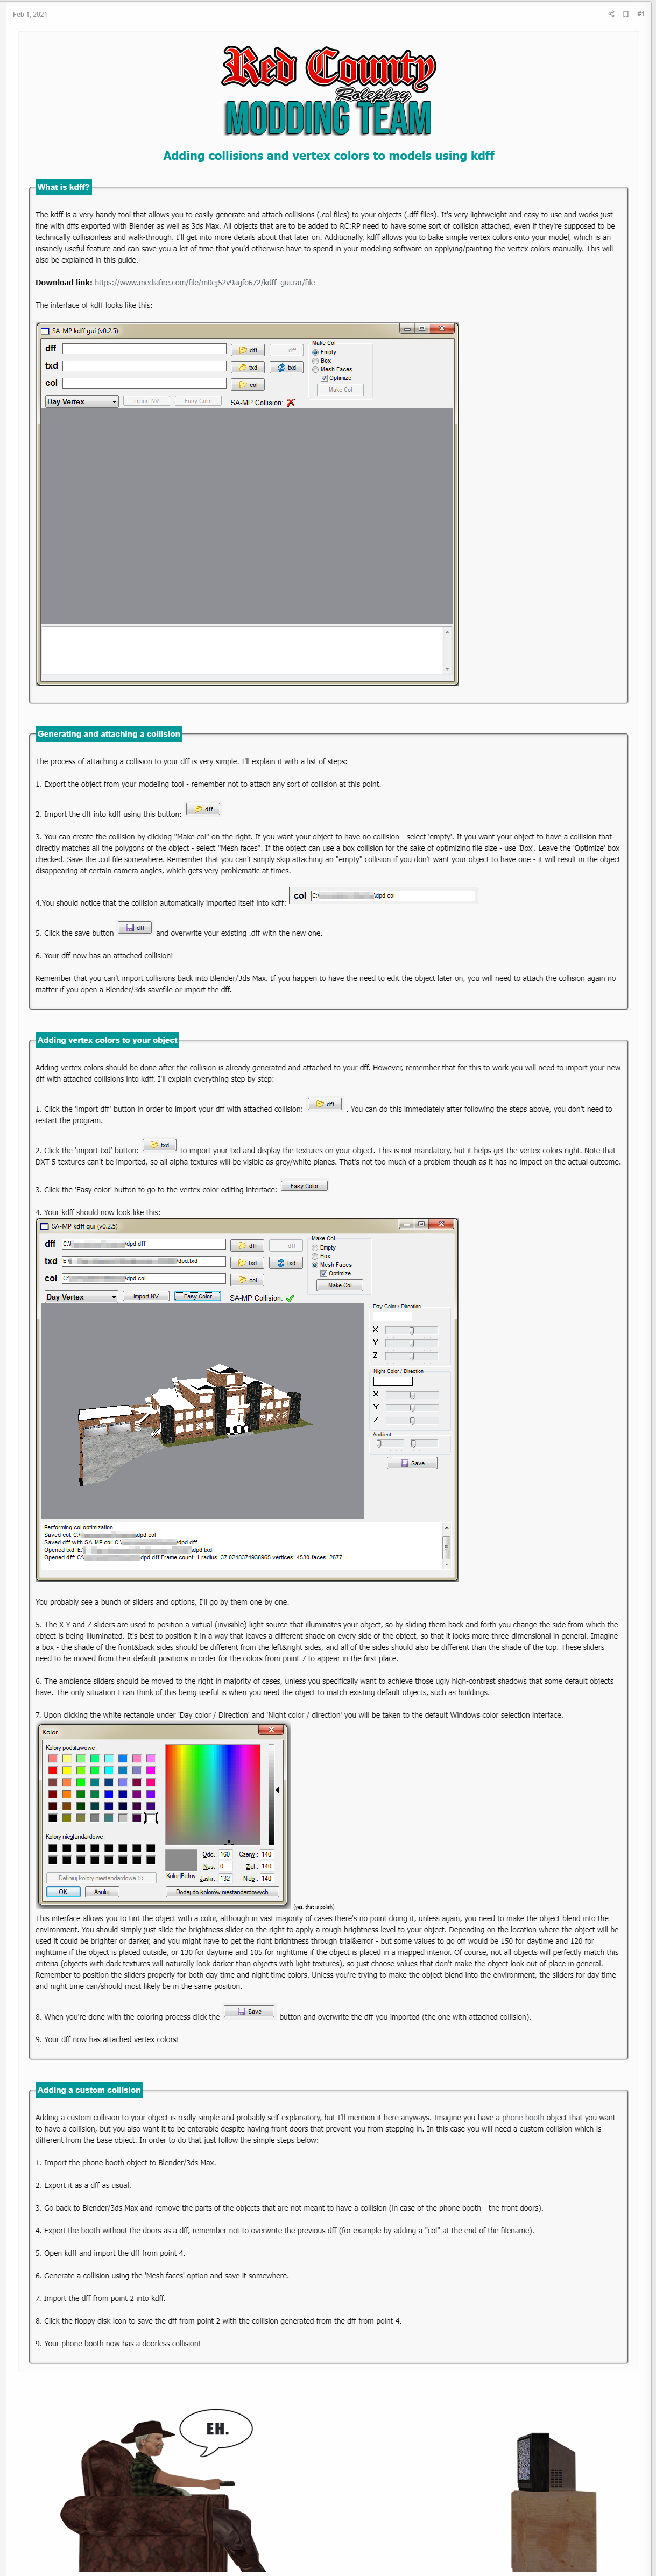 Feb 1, 2021
#1
Red County
Roleplay
MODDING TEAM
Adding collisions and vertex colors to models using kdff
What is kdff?
The kdff is a very handy tool that allows you to easily generate and attach collisions (.col files) to your objects (.dff files). It's very lightweight and easy to use and works just
fine with dffs exported with Blender as well as 3ds Max. All objects that are to be added to RC:RP need to have some sort of collision attached, even if they're supposed to be
technically collisionless and walk-through. I'll get into more details about that later on. Additionally, kdff allows you to bake simple vertex colors onto your model, which is an
insanely useful feature and can save you a lot of time that you'd otherwise have to spend in your modeling software on applying/painting the vertex colors manually. This will
also be explained in this guide.
Download link: https://www.mediafire.com/file/m0ej52v9agfo672/kdff_gui.rar/file
The interface of kdff looks like this:
SA-MP kdff gui (v0.2.5)
dff
dff
dff
txd
txd
txd
col
col
Make Col
Empty
Box
Mesh Faces
Optimize
Make Col
Day Vertex
Import NV
Easy Color
SA-MP Collision:
Generating and attaching a collision
The process of attaching a collision to your dff is very simple. I'll explain it with a list of steps:
1. Export the object from your modeling tool - remember not to attach any sort of collision at this point.
2. Import the dff into kdff using this button: dff
3. You can create the collision by clicking "Make col" on the right. If you want your object to have no collision - select 'empty'. If you want your object to have a collision that
directly matches all the polygons of the object - select "Mesh faces". If the object can use a box collision for the sake of optimizing file size - use 'Box'. Leave the 'Optimize' box
checked. Save the .col file somewhere. Remember that you can't simply skip attaching an "empty" collision if you don't want your object to have one - it will result in the object
disappearing at certain camera angles, which gets very problematic at times.
4.You should notice that the collision automatically imported itself into kdff: col C:\ \dpd.col
5. Click the save button dff and overwrite your existing .dff with the new one.
6. Your dff now has an attached collision!
Remember that you can't import collisions back into Blender/3ds Max. If you happen to have the need to edit the object later on, you will need to attach the collision again no
matter if you open a Blender/3ds savefile or import the dff.
Adding vertex colors to your object
Adding vertex colors should be done after the collision is already generated and attached to your dff. However, remember that for this to work you will need to import your new
dff with attached collisions into kdff. I'll explain everything step by step:
1. Click the 'import dff' button in order to import your dff with attached collision: dff . You can do this immediately after following the steps above, you don't need to
restart the program.
2. Click the 'import txd' button: txd to import your txd and display the textures on your object. This is not mandatory, but it helps get the vertex colors right. Note that
DXT-5 textures can't be imported, so all alpha textures will be visible as grey/white planes. That's not too much of a problem though as it has no impact on the actual outcome.
3. Click the 'Easy color' button to go to the vertex color editing interface: Easy Color
4. Your kdff should now look like this:
SA-MP kdff gui (v0.2.5)
dff
\dpd.dff
dff
dff
txd
\dpd.txd
txd
txd
col
\dpd.col
col
Make Col
Empty
Box
Mesh Faces
Optimize
Make Col
Day Vertex
Import NV
Easy Color
SA-MP Collision:
Day Color / Direction
X
Y
Z
Night Color / Direction
X
Y
Z
Ambient
Save
Performing col optimization
Saved col: C:\ \dpd.col
Saved dff with SA-MP col: C:\ \dpd.dff
Opened txd: E:\ \dpd.txd
Opened dff: C:\ \dpd.dff Frame count: 1 radius: 37.0248374938965 vertices: 4530 faces: 2677
You probably see a bunch of sliders and options, I'll go by them one by one.
5. The X Y and Z sliders are used to position a virtual (invisible) light source that illuminates your object, so by sliding them back and forth you change the side from which the
object is being illuminated. It's best to position it in a way that leaves a different shade on every side of the object, so that it looks more three-dimensional in general. Imagine
a box - the shade of the front&back sides should be different from the left&right sides, and all of the sides should also be different than the shade of the top. These sliders
need to be moved from their default positions in order for the colors from point 7 to appear in the first place.
6. The ambience sliders should be moved to the right in majority of cases, unless you specifically want to achieve those ugly high-contrast shadows that some default objects
have. The only situation I can think of this being useful is when you need the object to match existing default objects, such as buildings.
7. Upon clicking the white rectangle under 'Day color / Direction' and 'Night color / direction' you will be taken to the default Windows color selection interface.
Kolor
Kolory podstawowe:
Kolory niestandardowe:
Definiuj kolory niestandardowe >>
OK
Anuluj
Kolor|Pełny
Odc.: 160
Nas.: 0
Jaskr.: 132
Czerw.: 140
Ziel.: 140
Nieb.: 140
Dodaj do kolorów niestandardowych
(yes, that is polish)
This interface allows you to tint the object with a color, although in vast majority of cases there's no point doing it, unless again, you need to make the object blend into the
environment. You should simply just slide the brightness slider on the right to apply a rough brightness level to your object. Depending on the location where the object will be
used it could be brighter or darker, and you might have to get the right brightness through trial&error - but some values to go off would be 150 for daytime and 120 for
nighttime if the object is placed outside, or 130 for daytime and 105 for nighttime if the object is placed in a mapped interior. Of course, not all objects will perfectly match this
criteria (objects with dark textures will naturally look darker than objects with light textures), so just choose values that don't make the object look out of place in general.
Remember to position the sliders properly for both day time and night time colors. Unless you're trying to make the object blend into the environment, the sliders for day time
and night time can/should most likely be in the same position.
8. When you're done with the coloring process click the Save button and overwrite the dff you imported (the one with attached collision).
9. Your dff now has attached vertex colors!
Adding a custom collision
Adding a custom collision to your object is really simple and probably self-explanatory, but I'll mention it here anyways. Imagine you have a phone booth object that you want
to have a collision, but you also want it to be enterable despite having front doors that prevent you from stepping in. In this case you will need a custom collision which is
different from the base object. In order to do that just follow the simple steps below:
1. Import the phone booth object to Blender/3ds Max.
2. Export it as a dff as usual.
3. Go back to Blender/3ds Max and remove the parts of the objects that are not meant to have a collision (in case of the phone booth - the front doors).
4. Export the booth without the doors as a dff, remember not to overwrite the previous dff (for example by adding a "col" at the end of the filename).
5. Open kdff and import the dff from point 4.
6. Generate a collision using the 'Mesh faces' option and save it somewhere.
7. Import the dff from point 2 into kdff.
8. Click the floppy disk icon to save the dff from point 2 with the collision generated from the dff from point 4.
9. Your phone booth now has a doorless collision!
EH.